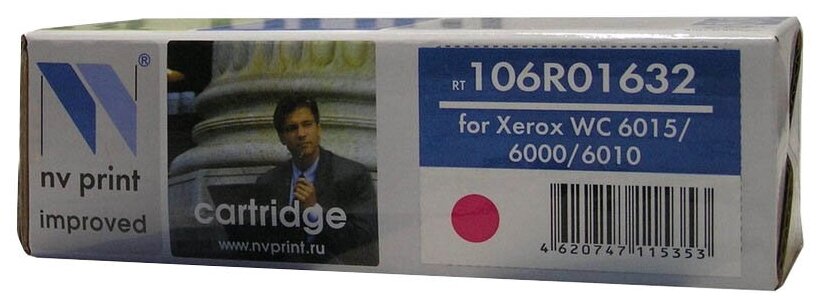 ®
nv print
improved
cartridge
www.nvprint.ru
RT 106R01632
for Xerox WC 6015/
6000/6010
4 620747 115353